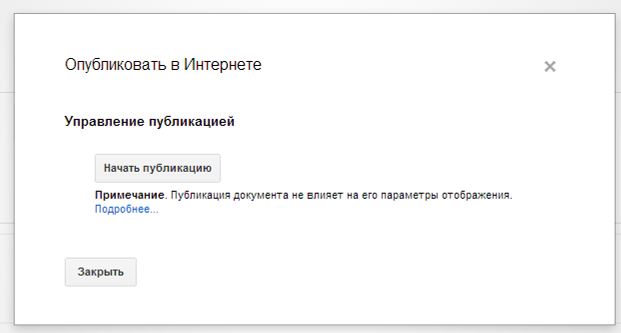 Опубликовать в Интернете
Управление публикацией
Начать публикацию
Примечание. Публикация документа не влияет на его параметры отображения.
Подробнее...
Закрыть